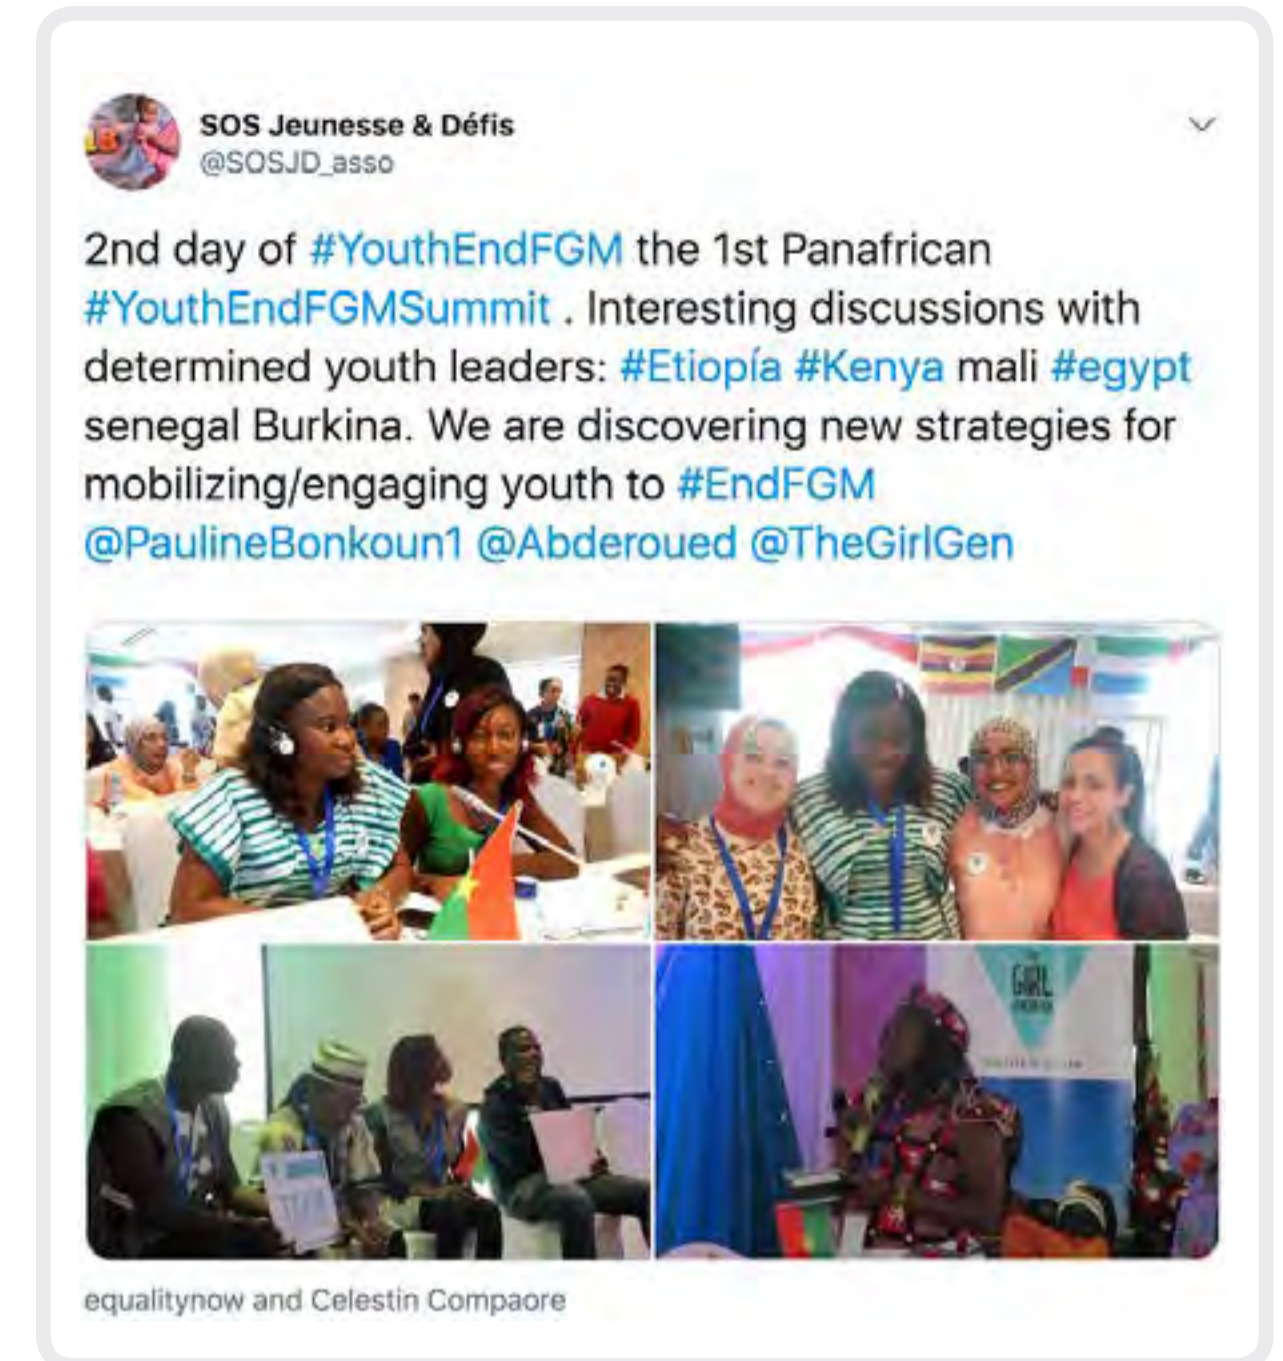 SOS Jeunesse & Défis
@SOSJD_asso
2nd day of #YouthEndFGM the 1st Panafrican
#YouthEndFGMSummit . Interesting discussions with
determined youth leaders: #Etiopía #Kenya mali #egypt
senegal Burkina. We are discovering new strategies for
mobilizing/engaging youth to #EndFGM
@PaulineBonkoun1 @Abderoued @TheGirlGen
GIRL
TEAM
equalitynow and Celestin Compaore